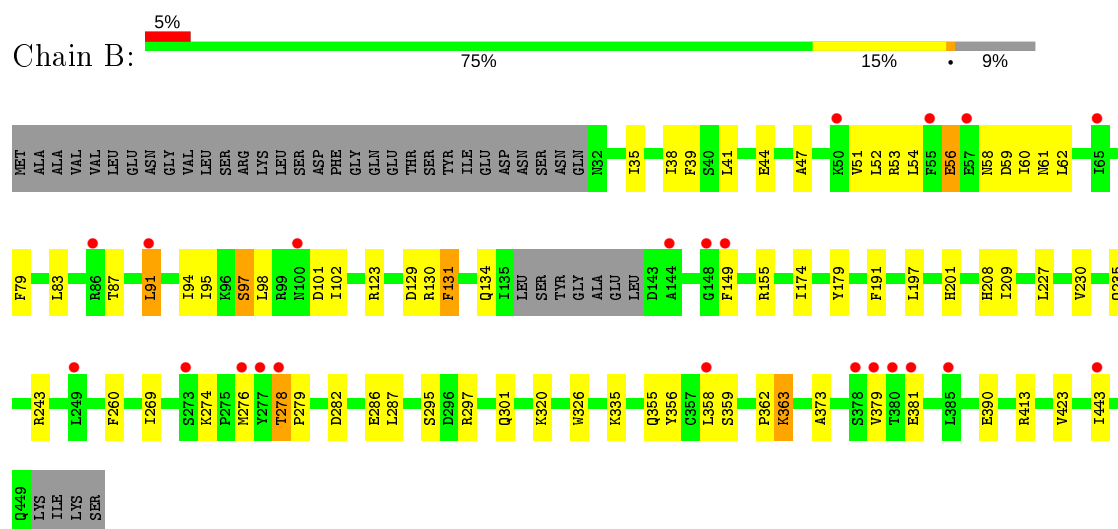 5%
Chain B:
75% 15% • 9%
MET ALA ALA VAL VAL LEU GLU ASN GLY VAL LEU SER ARG LYS LEU SER ASP PHE GLY GLN GLU THR SER TYR ILE GLU ASP ASN SER ASN GLN N32 I35 I38 F39 S40 L41 E44 A47 K50 V51 L52 R53 L54 F55 E56 E57 N58 D59 I60 N61 L62 I65
F79 L83 R86 T87 L91 I94 I95 K96 S97 L98 R99 N100 D101 I102 R123 D129 R130 F131 Q134 I135 LEU SER TYR GLY ALA GLU LEU D143 A144 G148 F149 R155 I174 Y179 F191 L197 H201 H208 I209 L227 V230
R243 L249 F260 I269 S273 K274 P275 M276 Y277 T278 P279 D282 E286 L287 S295 D296 R297 Q301 K320 W326 K335 Q355 Y356 C357 L358 S359 P362 K363 A373 S378 V379 T380 E381 L385 E390 R413 V423 I443
Q449 LYS ILE LYS SER